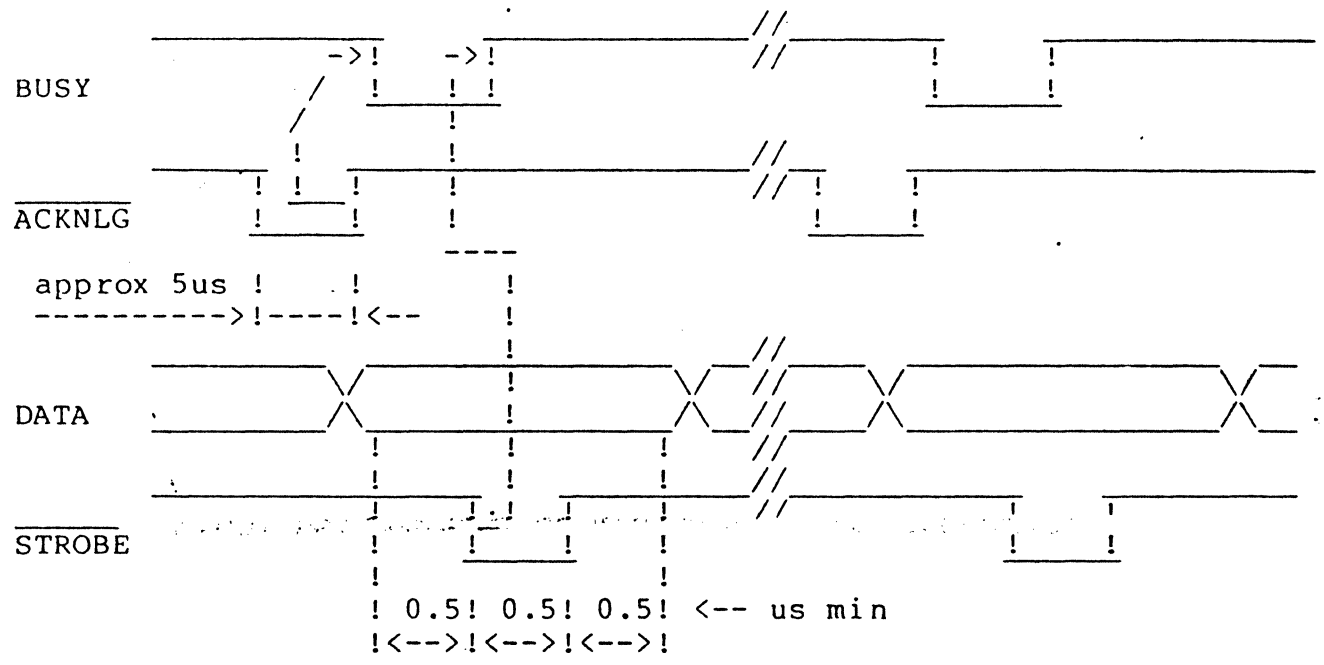 BUSY
ACKNLG
approx 5us
DATA
STROBE
0.5 0.5 0.5 <-- us min